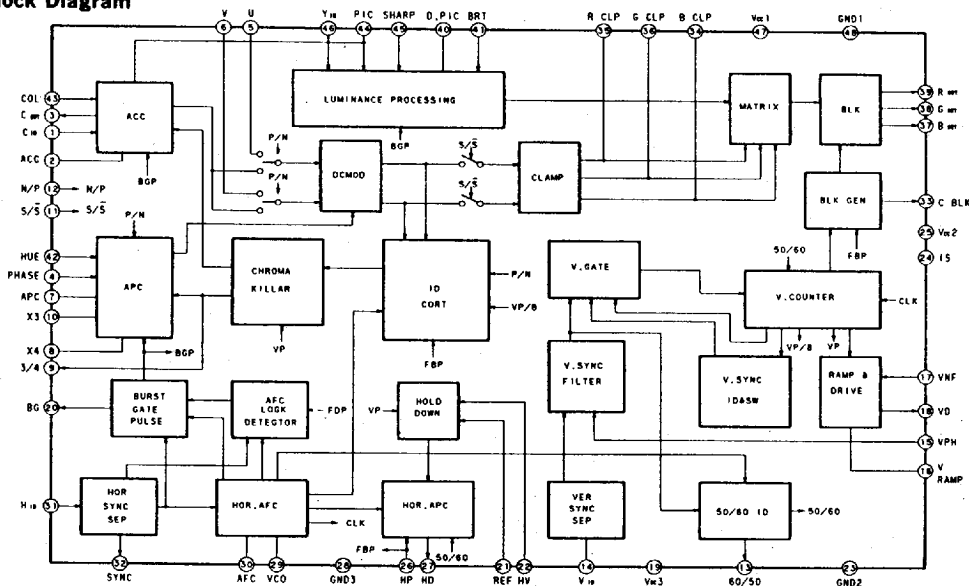 ock Diagram
V U Y IN PIC SHARP D.PIC BRT R CLP G CLP B CLP Vcc1 GND1
6 5 46 44 45 40 41 35 36 34 47 48
COL 43
C OUT 3
C IN 1
ACC 2
N/P 12 N/P
S/S̄ 11 S/S̄
HUE 42
PHASE 4
APC 7
X3 10
X4 8
3/4 9
BG 20
H IN 31
ACC
BGP
LUMINANCE PROCESSING
BGP
MATRIX
BLK
39 R OUT
38 G OUT
37 B OUT
P/N
P/N
DCMOD
S/S̄
S/S̄
CLAMP
BLK GEN
33 C BLK
25 Vcc2
24 IS
FBP
50/60
P/N
APC
BGP
CHROMA
KILLAR
VP
ID
CORT
P/N
VP/8
FBP
V.GATE
V.COUNTER
CLK
VP/8 VP
V.SYNC
FILTER
V.SYNC
ID&SW
RAMP &
DRIVE
17 VNF
18 VD
15 VPH
16 V
RAMP
BURST
GATE
PULSE
AFC
LOCK
DETECTOR
FDP
VP
HOLD
DOWN
HOR
SYNC
SEP
HOR.AFC
CLK
HOR.APC
FBP
50/60
VER
SYNC
SEP
50/60 ID
50/60
32 30 29 28 26 27 21 22 14 19 13 23
SYNC AFC VCO GND3 HP HD REF HV V IN Vcc3 60/50 GND2